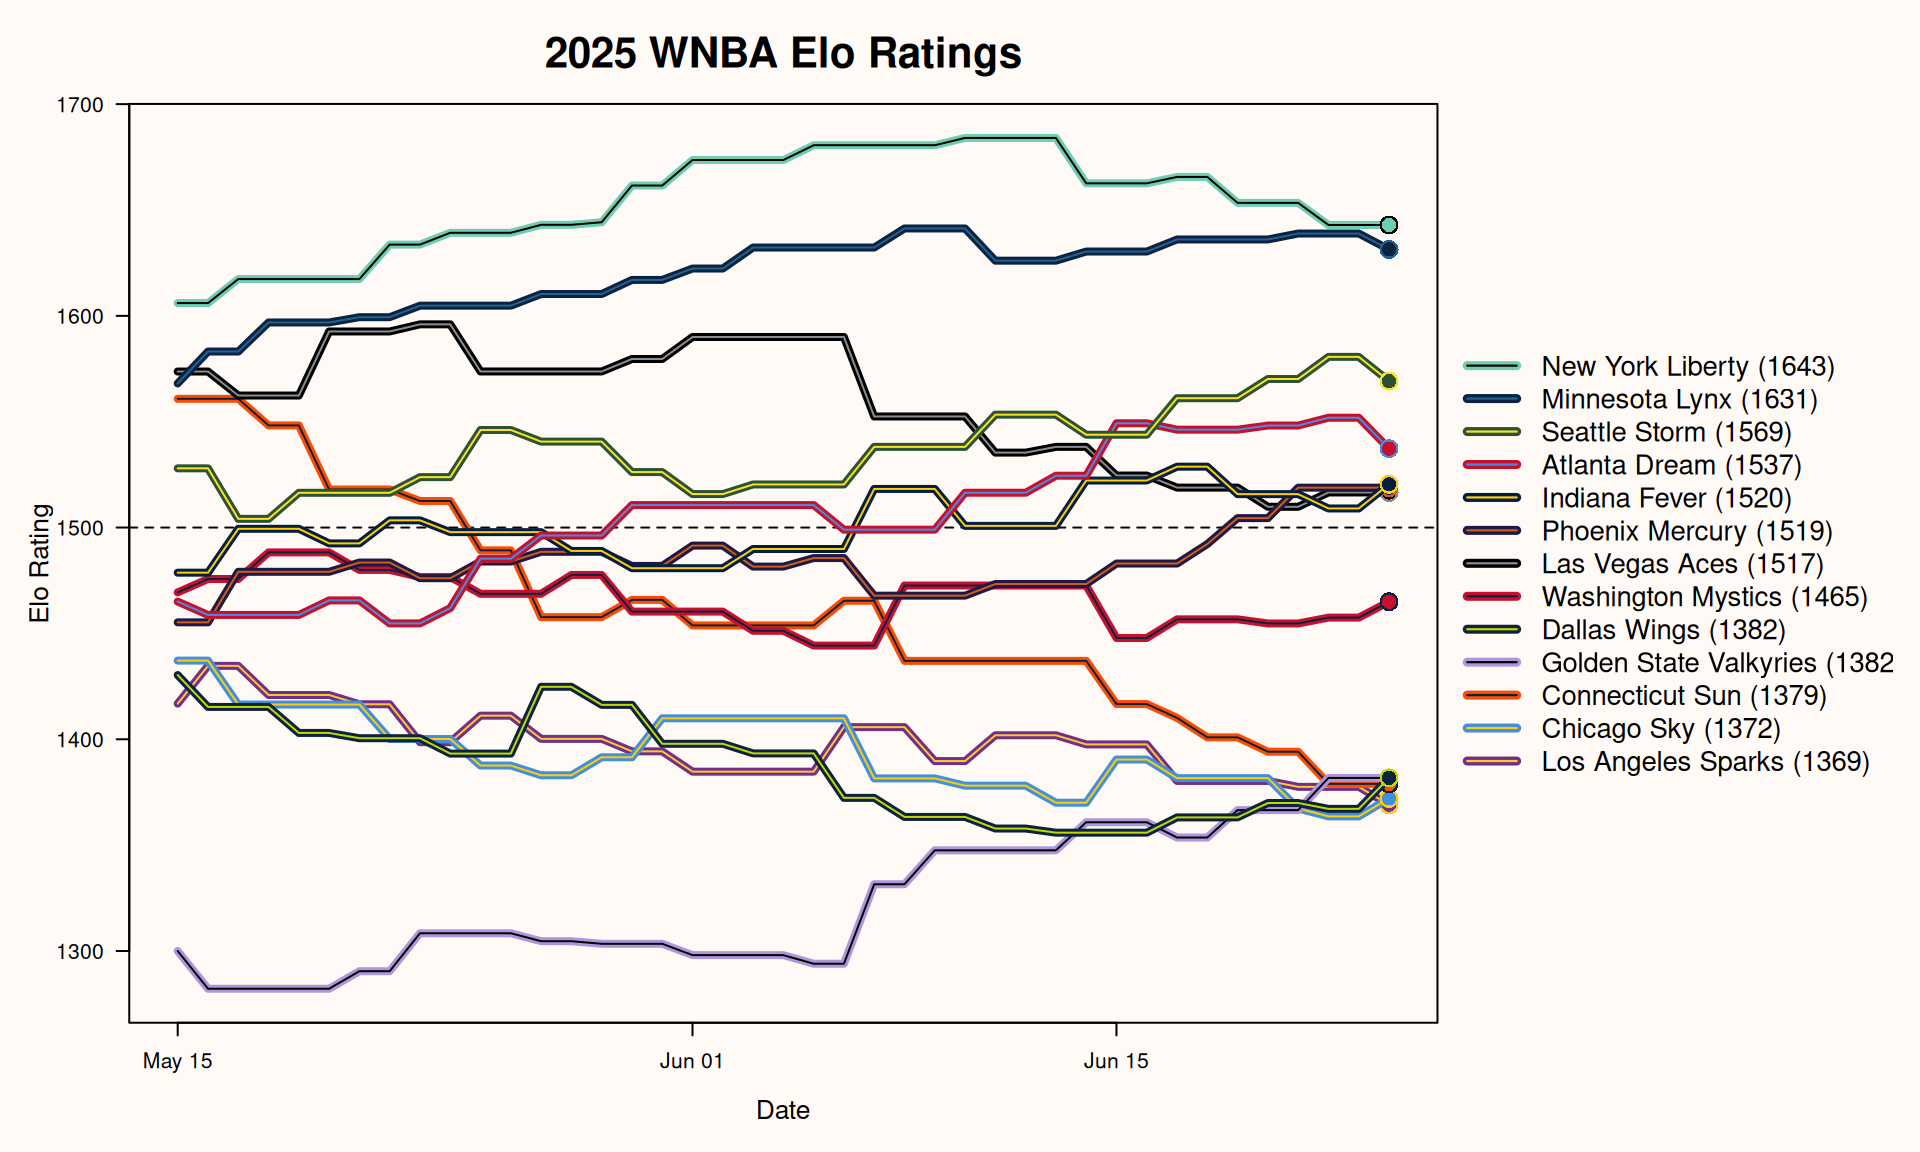 2025 WNBA Elo Ratings
1700
1600
1500
1400
1300
Elo Rating
May 15
Jun 01
Jun 15
Date
New York Liberty (1643)
Minnesota Lynx (1631)
Seattle Storm (1569)
Atlanta Dream (1537)
Indiana Fever (1520)
Phoenix Mercury (1519)
Las Vegas Aces (1517)
Washington Mystics (1465)
Dallas Wings (1382)
Golden State Valkyries (1382
Connecticut Sun (1379)
Chicago Sky (1372)
Los Angeles Sparks (1369)